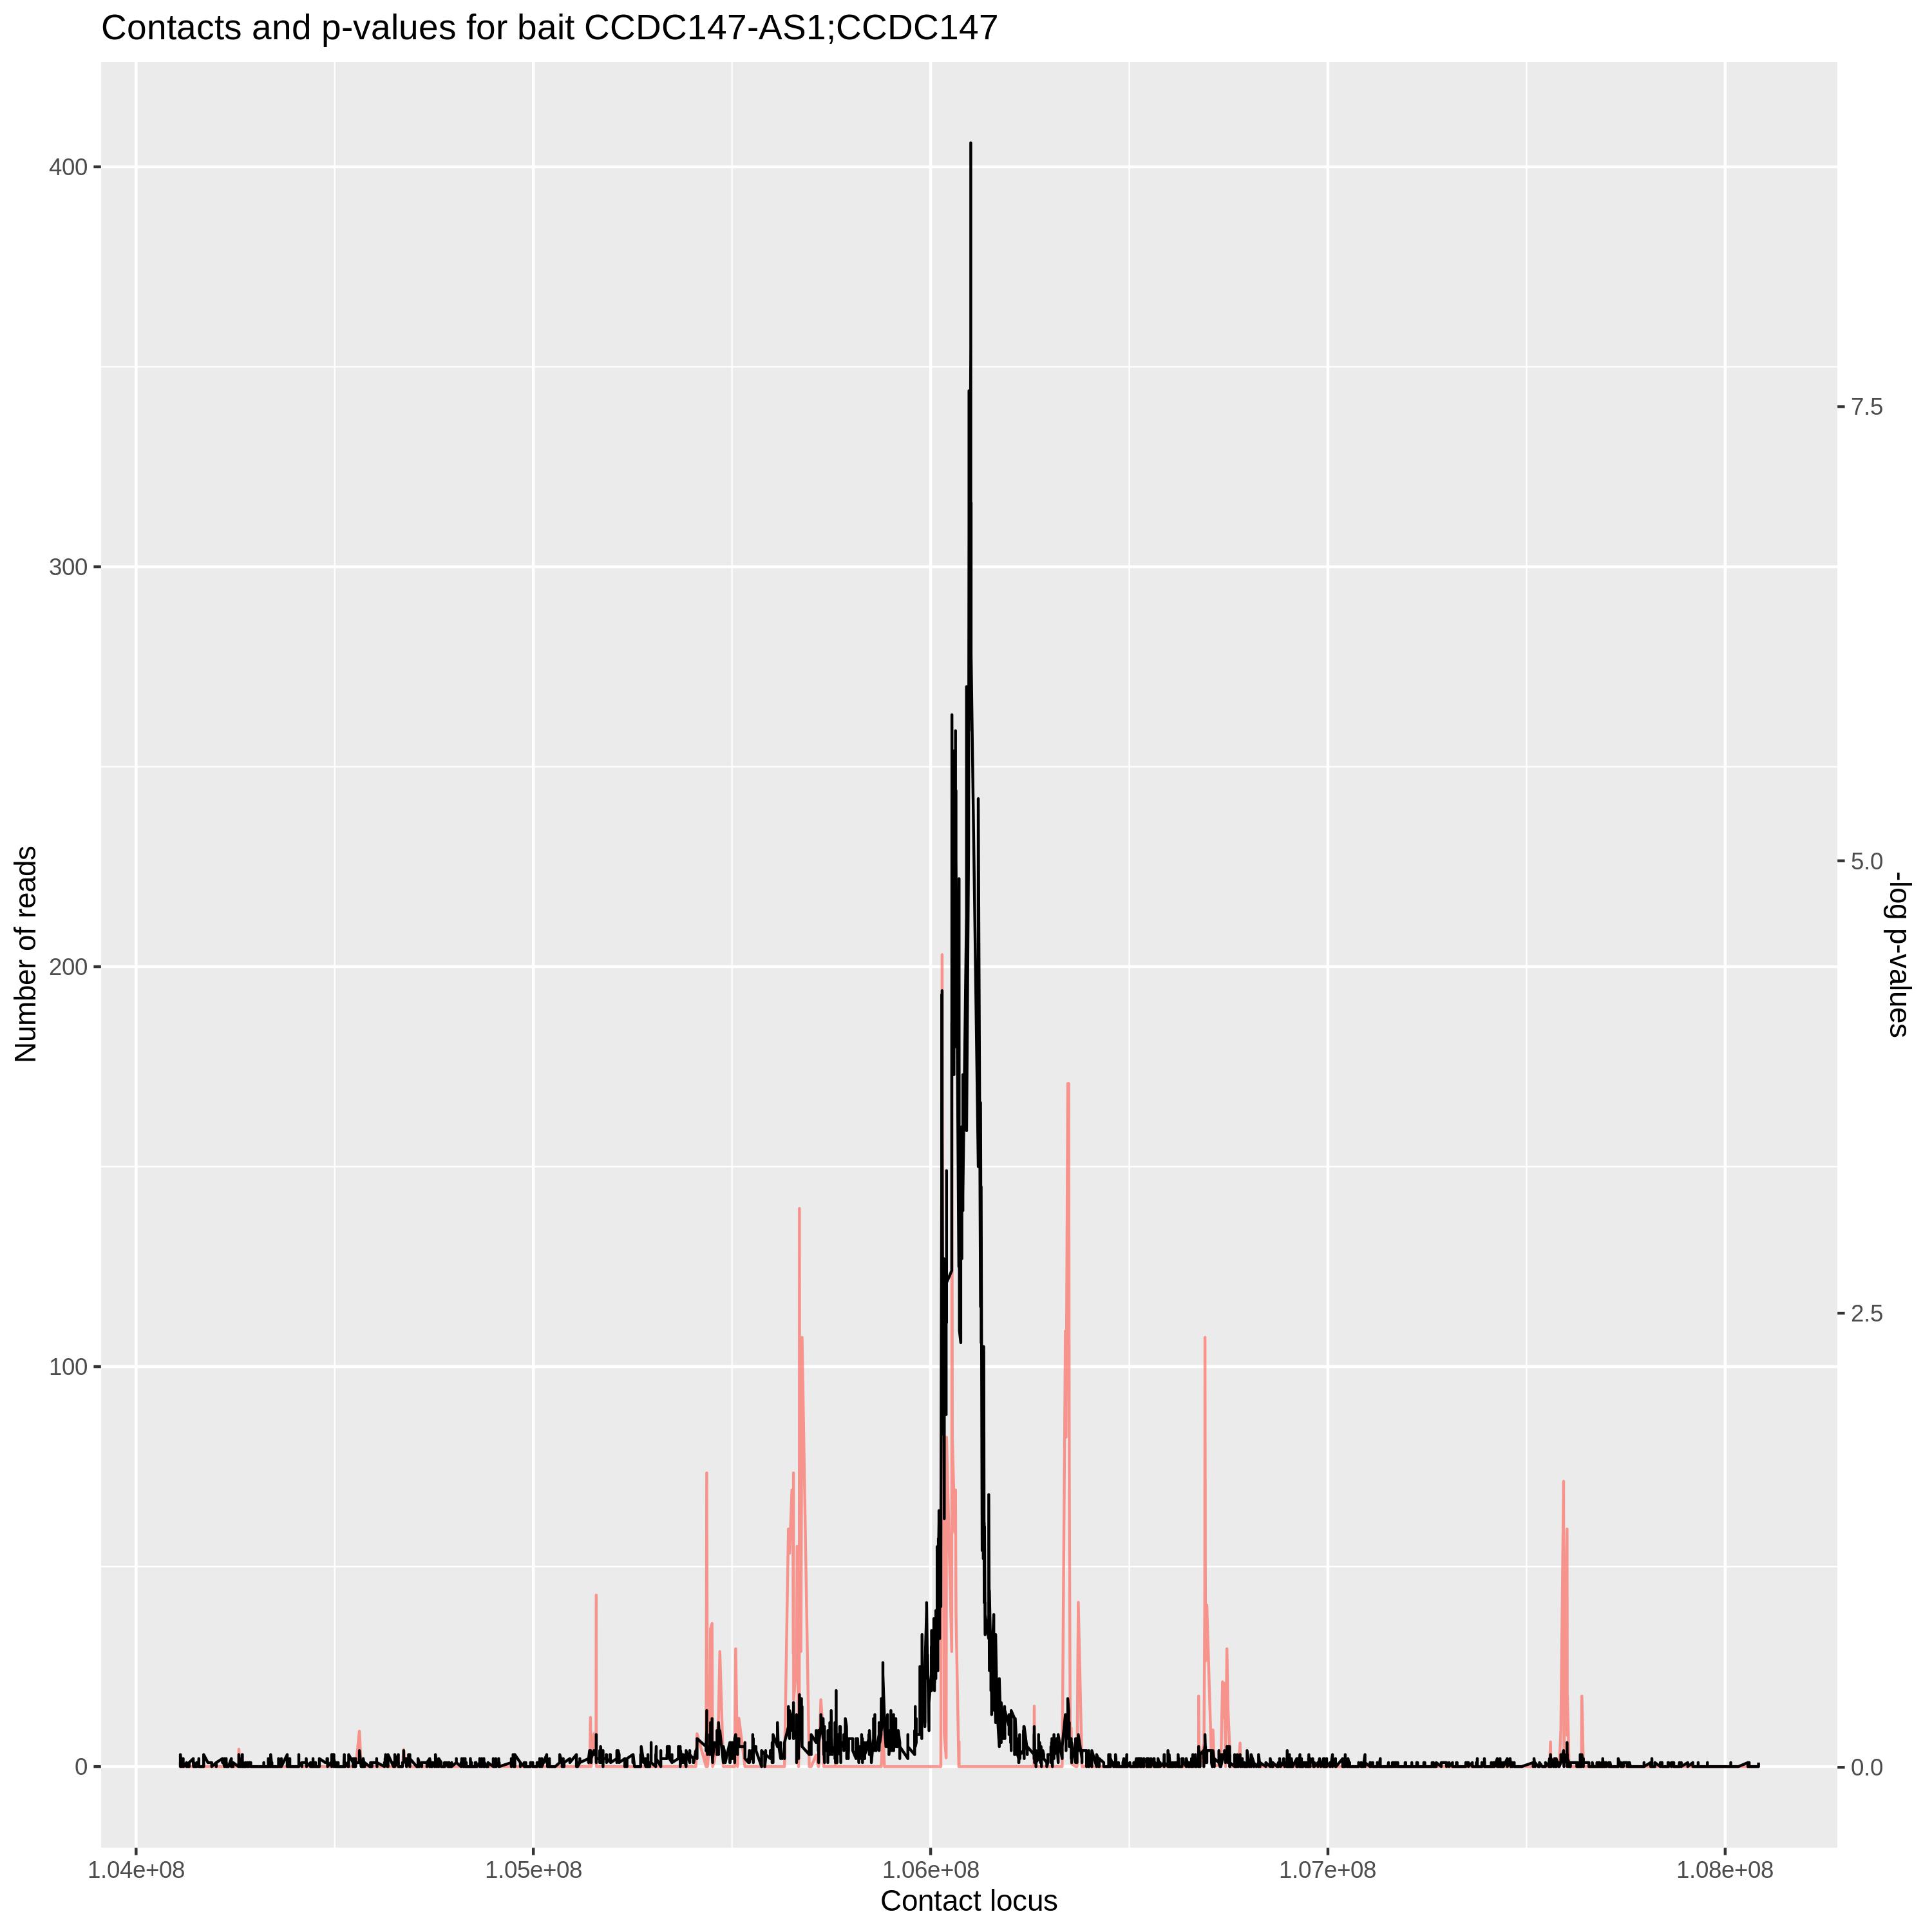 Contacts and p-values for bait CCDC147-AS1;CCDC147
400
300
200
100
0
Number of reads
7.5
5.0
2.5
0.0
-log p-values
1.04e+08 1.05e+08 1.06e+08 1.07e+08 1.08e+08
Contact locus